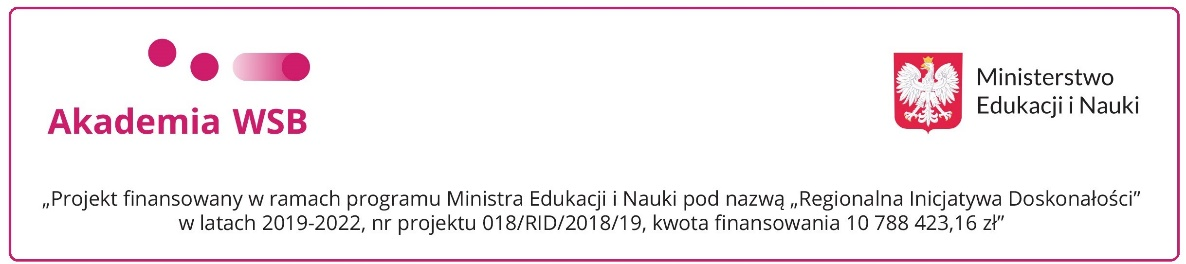 Akademia WSB
Ministerstwo
Edukacji i Nauki
„Projekt finansowany w ramach programu Ministra Edukacji i Nauki pod nazwą „Regionalna Inicjatywa Doskonałości”
w latach 2019-2022, nr projektu 018/RID/2018/19, kwota finansowania 10 788 423,16 zł”